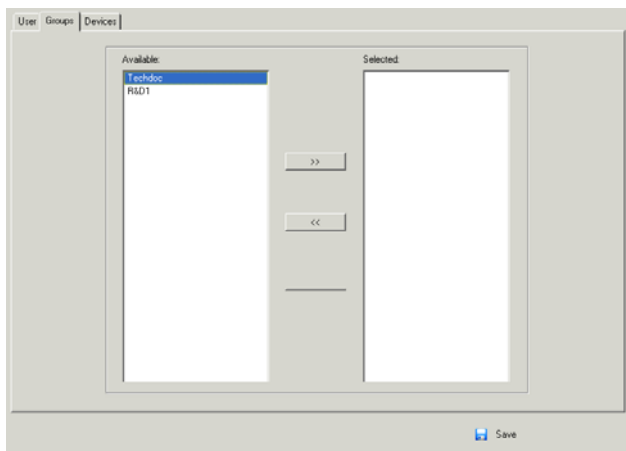 User Groups Devices
Available: Selected:
Techdoc
R&D1
>>
<<
Save